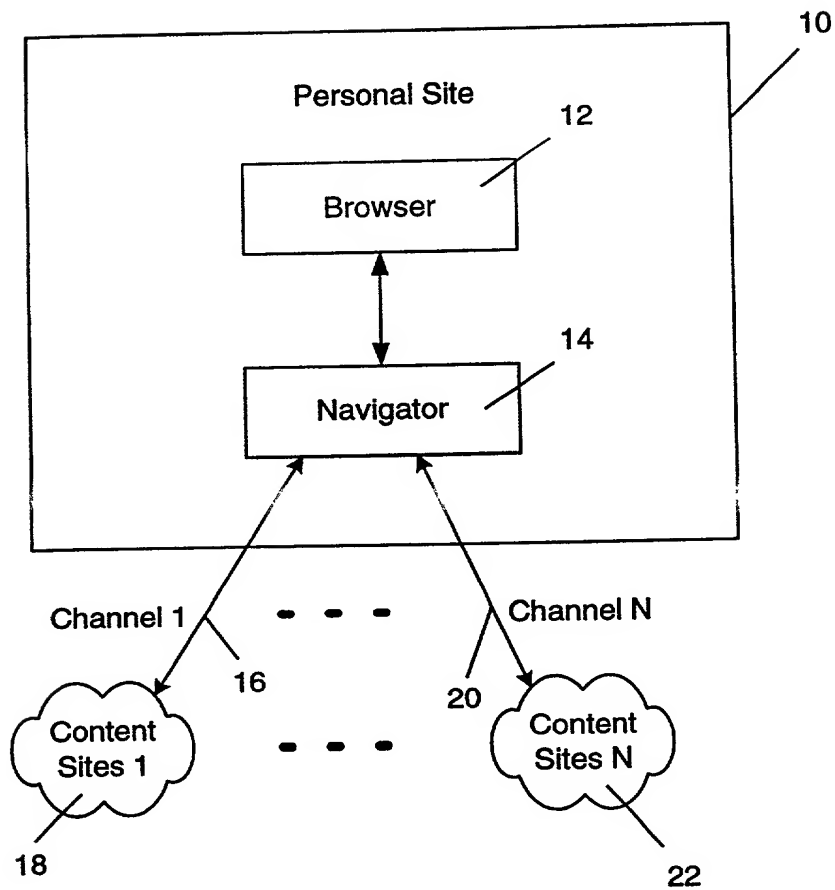 10
Personal Site
12
Browser
14
Navigator
Channel 1
Channel N
16
20
Content
Sites 1
Content
Sites N
18
22